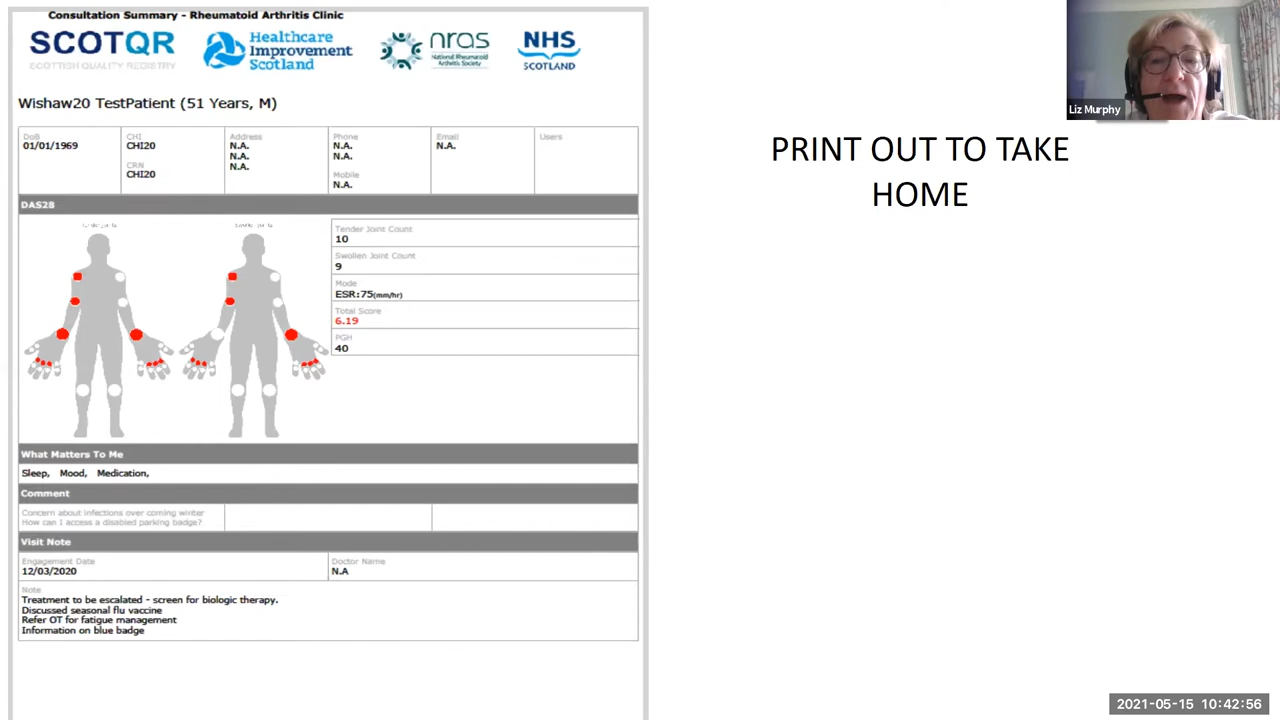 Consultation Summary - Rheumatoid Arthritis Clinic
SCOTQR
SCOTTISH QUALITY REGISTRY
Healthcare
Improvement
Scotland
nras
National Rheumatoid
Arthritis Society
NHS
SCOTLAND
Liz Murphy
PRINT OUT TO TAKE
HOME
Wishaw20 TestPatient (51 Years, M)
DoB
01/01/1969
CHI
CHI20
CRN
CHI20
Address
N.A.
N.A.
N.A.
Phone
N.A.
N.A.
Mobile
N.A.
Email
N.A.
Users
DAS28
Tender Joint Count
10
Swollen Joint Count
9
Mode
ESR:75(mm/hr)
Total Score
6.19
PGH
40
What Matters To Me
Sleep, Mood, Medication,
Comment
Concern about infections over coming winter
How can I access a disabled parking badge?
Visit Note
Engagement Date
12/03/2020
Doctor Name
N.A
Note
Treatment to be escalated - screen for biologic therapy.
Discussed seasonal flu vaccine
Refer OT for fatigue management
Information on blue badge
2021-05-15 10:42:56